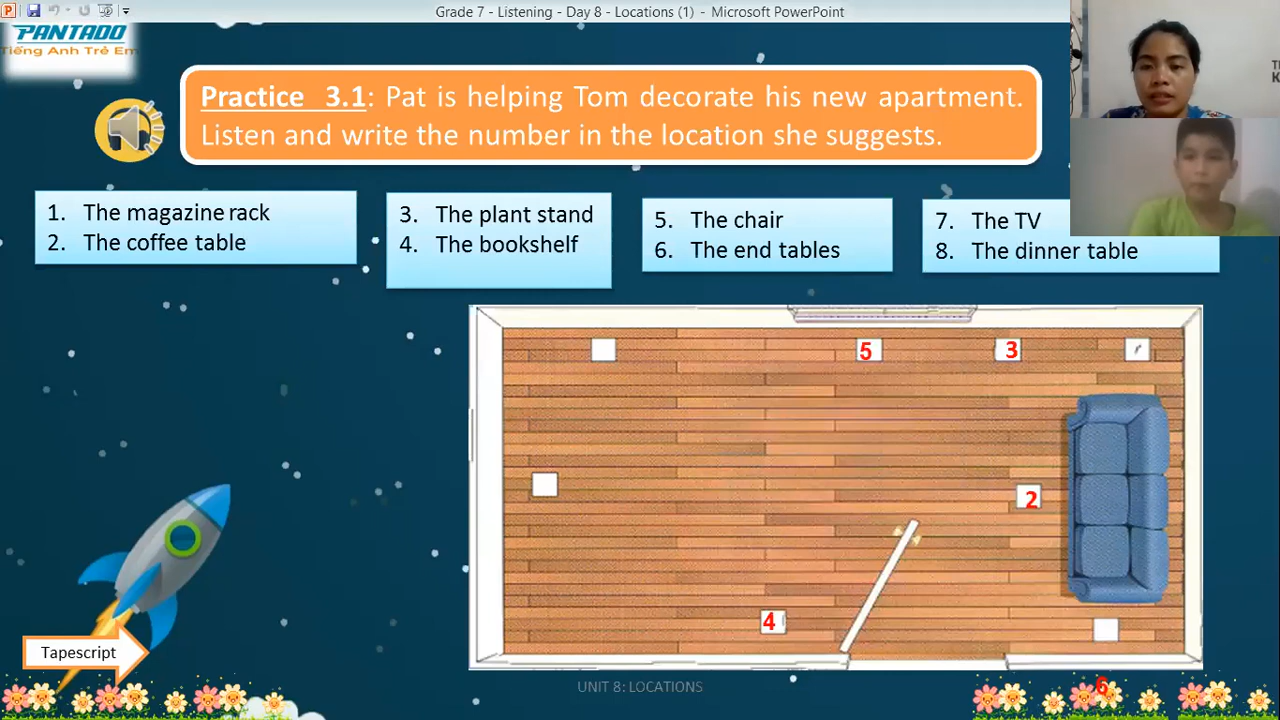 Grade 7 - Listening - Day 8 - Locations (1) - Microsoft PowerPoint
PANTADO
Tiếng Anh Trẻ Em
Practice 3.1: Pat is helping Tom decorate his new apartment.
Listen and write the number in the location she suggests.
1. The magazine rack
2. The coffee table
3. The plant stand
4. The bookshelf
5. The chair
6. The end tables
7. The TV
8. The dinner table
5
3
2
4
6
Tapescript
UNIT 8: LOCATIONS